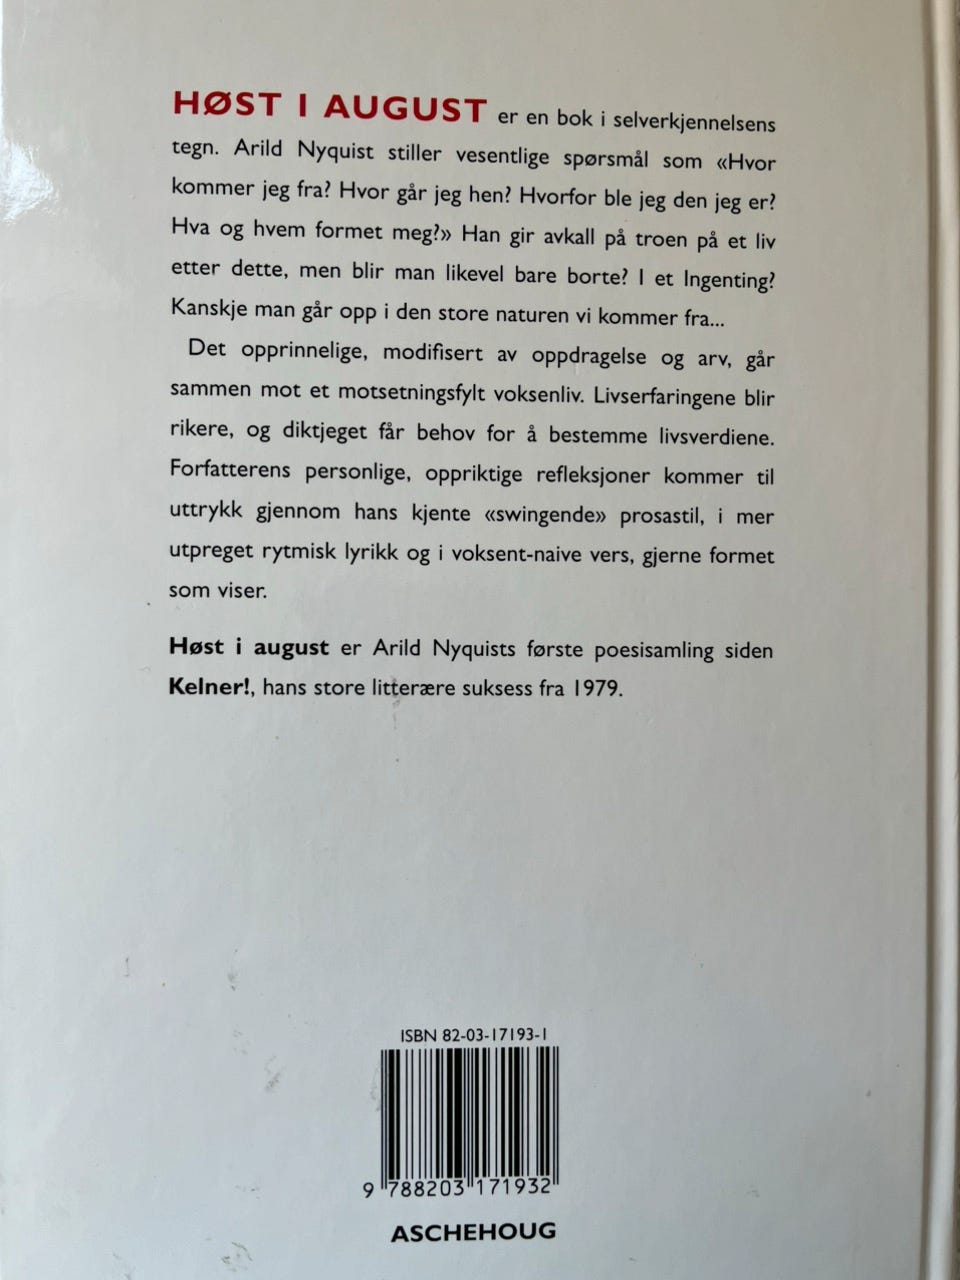 HØST I AUGUST er en bok i selverkjennelsens
tegn. Arild Nyquist stiller vesentlige spørsmål som «Hvor
kommer jeg fra? Hvor går jeg hen? Hvorfor ble jeg den jeg er?
Hva og hvem formet meg?» Han gir avkall på troen på et liv
etter dette, men blir man likevel bare borte? I et Ingenting?
Kanskje man går opp i den store naturen vi kommer fra...
Det opprinnelige, modifisert av oppdragelse og arv, går
sammen mot et motsetningsfylt voksenliv. Livserfaringene blir
rikere, og diktjeget får behov for å bestemme livsverdiene.
Forfatterens personlige, oppriktige refleksjoner kommer til
uttrykk gjennom hans kjente «swingende» prosastil, i mer
utpreget rytmisk lyrikk og i voksent-naive vers, gjerne formet
som viser.
Høst i august er Arild Nyquists første poesisamling siden
Kelner!, hans store litterære suksess fra 1979.
ISBN 82-03-17193-1
9 788203 171932
ASCHEHOUG